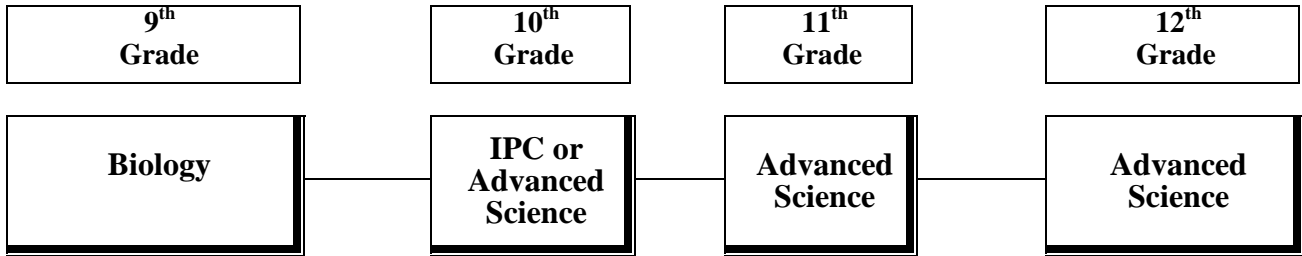 9th
Grade
10th
Grade
11th
Grade
12th
Grade
Biology
IPC or
Advanced
Science
Advanced
Science
Advanced
Science